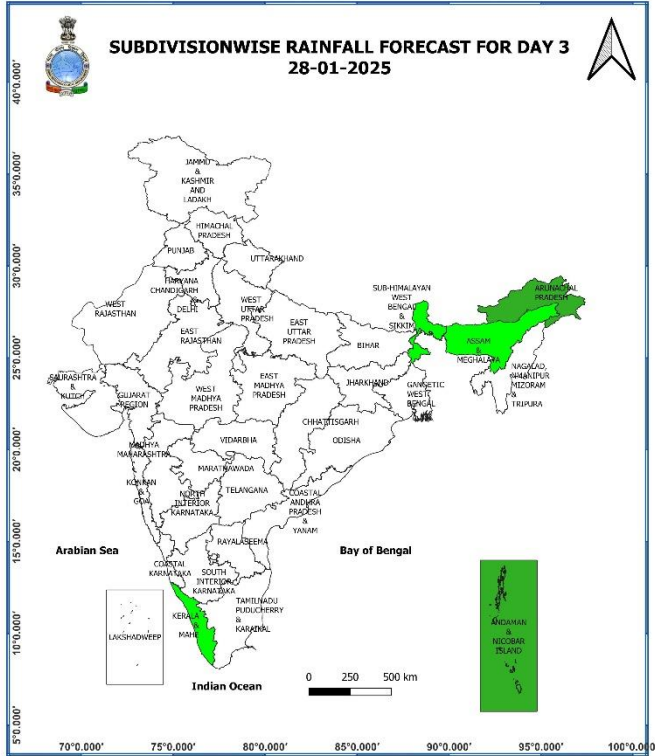 SUBDIVISIONWISE RAINFALL FORECAST FOR DAY 3
28-01-2025
40°0.000'
35°0.000'
30°0.000'
25°0.000'
20°0.000'
15°0.000'
10°0.000'
5°0.000'
JAMMU
&
KASHMIR
AND
LADAKH
HIMACHAL
PRADESH
PUNJAB
UTTARAKHAND
HARYANA
CHANDIGARH
&
DELHI
WEST
RAJASTHAN
WEST
UTTAR
PRADESH
EAST
RAJASTHAN
EAST
UTTAR
PRADESH
SUB-HIMALAYAN
WEST
BENGAL
&
SIKKIM
ARUNACHAL
PRADESH
BIHAR
ASSAM
&
MEGHALAYA
NAGALAD
MANIPUR
MIZORAM
&
TRIPURA
SAURASHTRA
&
KUTCH
GUJARAT
REGION
WEST
MADHYA
PRADESH
EAST
MADHYA
PRADESH
JHARKHAND
GANGETIC
WEST
BENGAL
CHHATTISGARH
ODISHA
VIDARBHA
MADHYA
MAHARASHTRA
MARATHAWADA
KONKAN
&
GOA
NORTH
INTERIOR
KARNATAKA
TELANGANA
COASTAL
ANDHRA
PRADESH
&
YANAM
RAYALASEEMA
Arabian Sea
Bay of Bengal
COASTAL
KARNATAKA
SOUTH
INTERIOR
KARNATAKA
TAMILNADU
PUDUCHERRY
&
KARAIKAL
KERALA
&
MAHE
LAKSHADWEEP
ANDAMAN
&
NICOBAR
ISLAND
Indian Ocean
0 250 500 km
70°0.000' 75°0.000' 80°0.000' 85°0.000' 90°0.000' 95°0.000' 100°0.000'